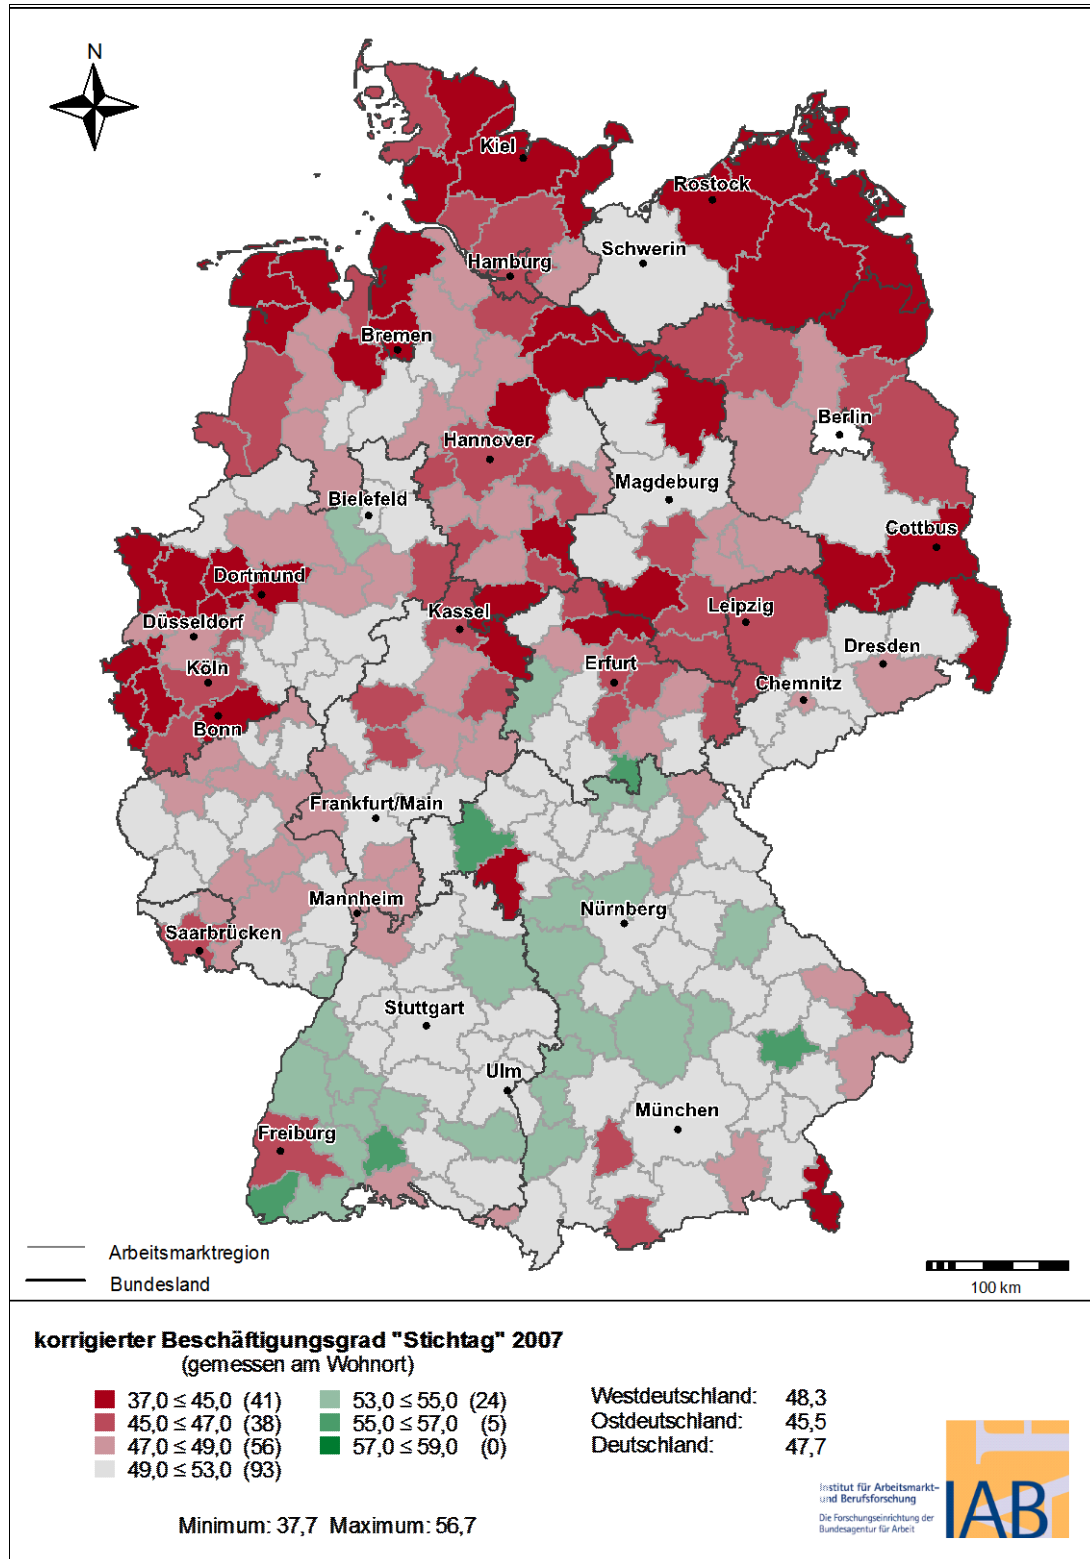 N
Kiel
Rostock
Schwerin
Hamburg
Bremen
Berlin
Hannover
Magdeburg
Bielefeld
Cottbus
Dortmund
Leipzig
Kassel
Düsseldorf
Dresden
Erfurt
Köln
Chemnitz
Bonn
Frankfurt/Main
Mannheim
Nürnberg
Saarbrücken
Stuttgart
Ulm
München
Freiburg
Arbeitsmarktregion
Bundesland
100 km
korrigierter Beschäftigungsgrad "Stichtag" 2007
(gemessen am Wohnort)
37,0 ≤ 45,0 (41)
45,0 ≤ 47,0 (38)
47,0 ≤ 49,0 (56)
49,0 ≤ 53,0 (93)
53,0 ≤ 55,0 (24)
55,0 ≤ 57,0 (5)
57,0 ≤ 59,0 (0)
Westdeutschland: 48,3
Ostdeutschland: 45,5
Deutschland: 47,7
Minimum: 37,7 Maximum: 56,7
Institut für Arbeitsmarkt-
und Berufsforschung
Die Forschungseinrichtung der
Bundesagentur für Arbeit
IAB